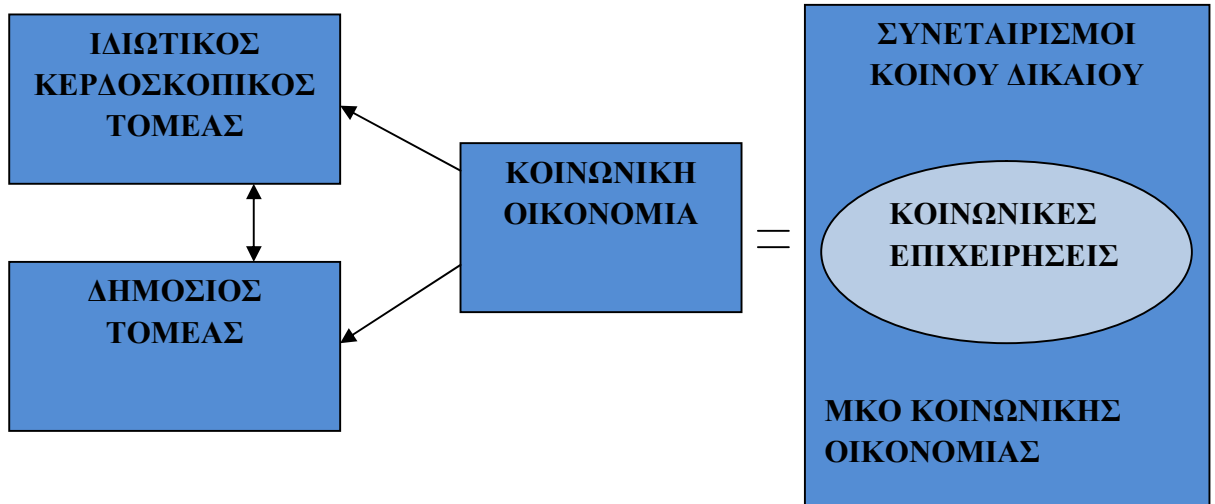 ΙΔΙΩΤΙΚΟΣ
ΚΕΡΔΟΣΚΟΠΙΚΟΣ
ΤΟΜΕΑΣ
ΔΗΜΟΣΙΟΣ
ΤΟΜΕΑΣ
ΚΟΙΝΩΝΙΚΗ
ΟΙΚΟΝΟΜΙΑ
=
ΣΥΝΕΤΑΙΡΙΣΜΟΙ
ΚΟΙΝΟΥ ΔΙΚΑΙΟΥ
ΚΟΙΝΩΝΙΚΕΣ
ΕΠΙΧΕΙΡΗΣΕΙΣ
ΜΚΟ ΚΟΙΝΩΝΙΚΗΣ
ΟΙΚΟΝΟΜΙΑΣ